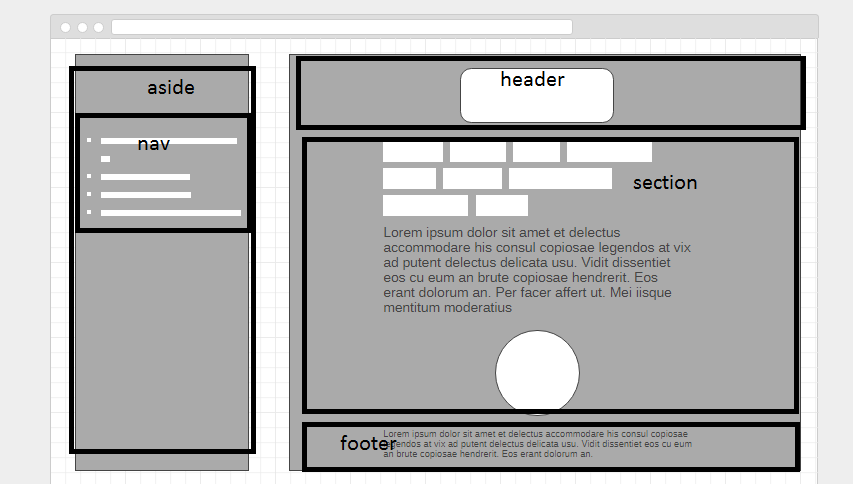 aside
nav
header
section
Lorem ipsum dolor sit amet et delectus
accommodare his consul copiosae legendos at vix
ad putent delectus delicata usu. Vidit dissentiet
eos cu eum an brute copiosae hendrerit. Eos
erant dolorum an. Per facer affert ut. Mei iisque
mentitum moderatius
footer
Lorem ipsum dolor sit amet et delectus accommodare his consul copiosae
legendos at vix ad putent delectus delicata usu. Vidit dissentiet eos cu eum
an brute copiosae hendrerit. Eos erant dolorum an.